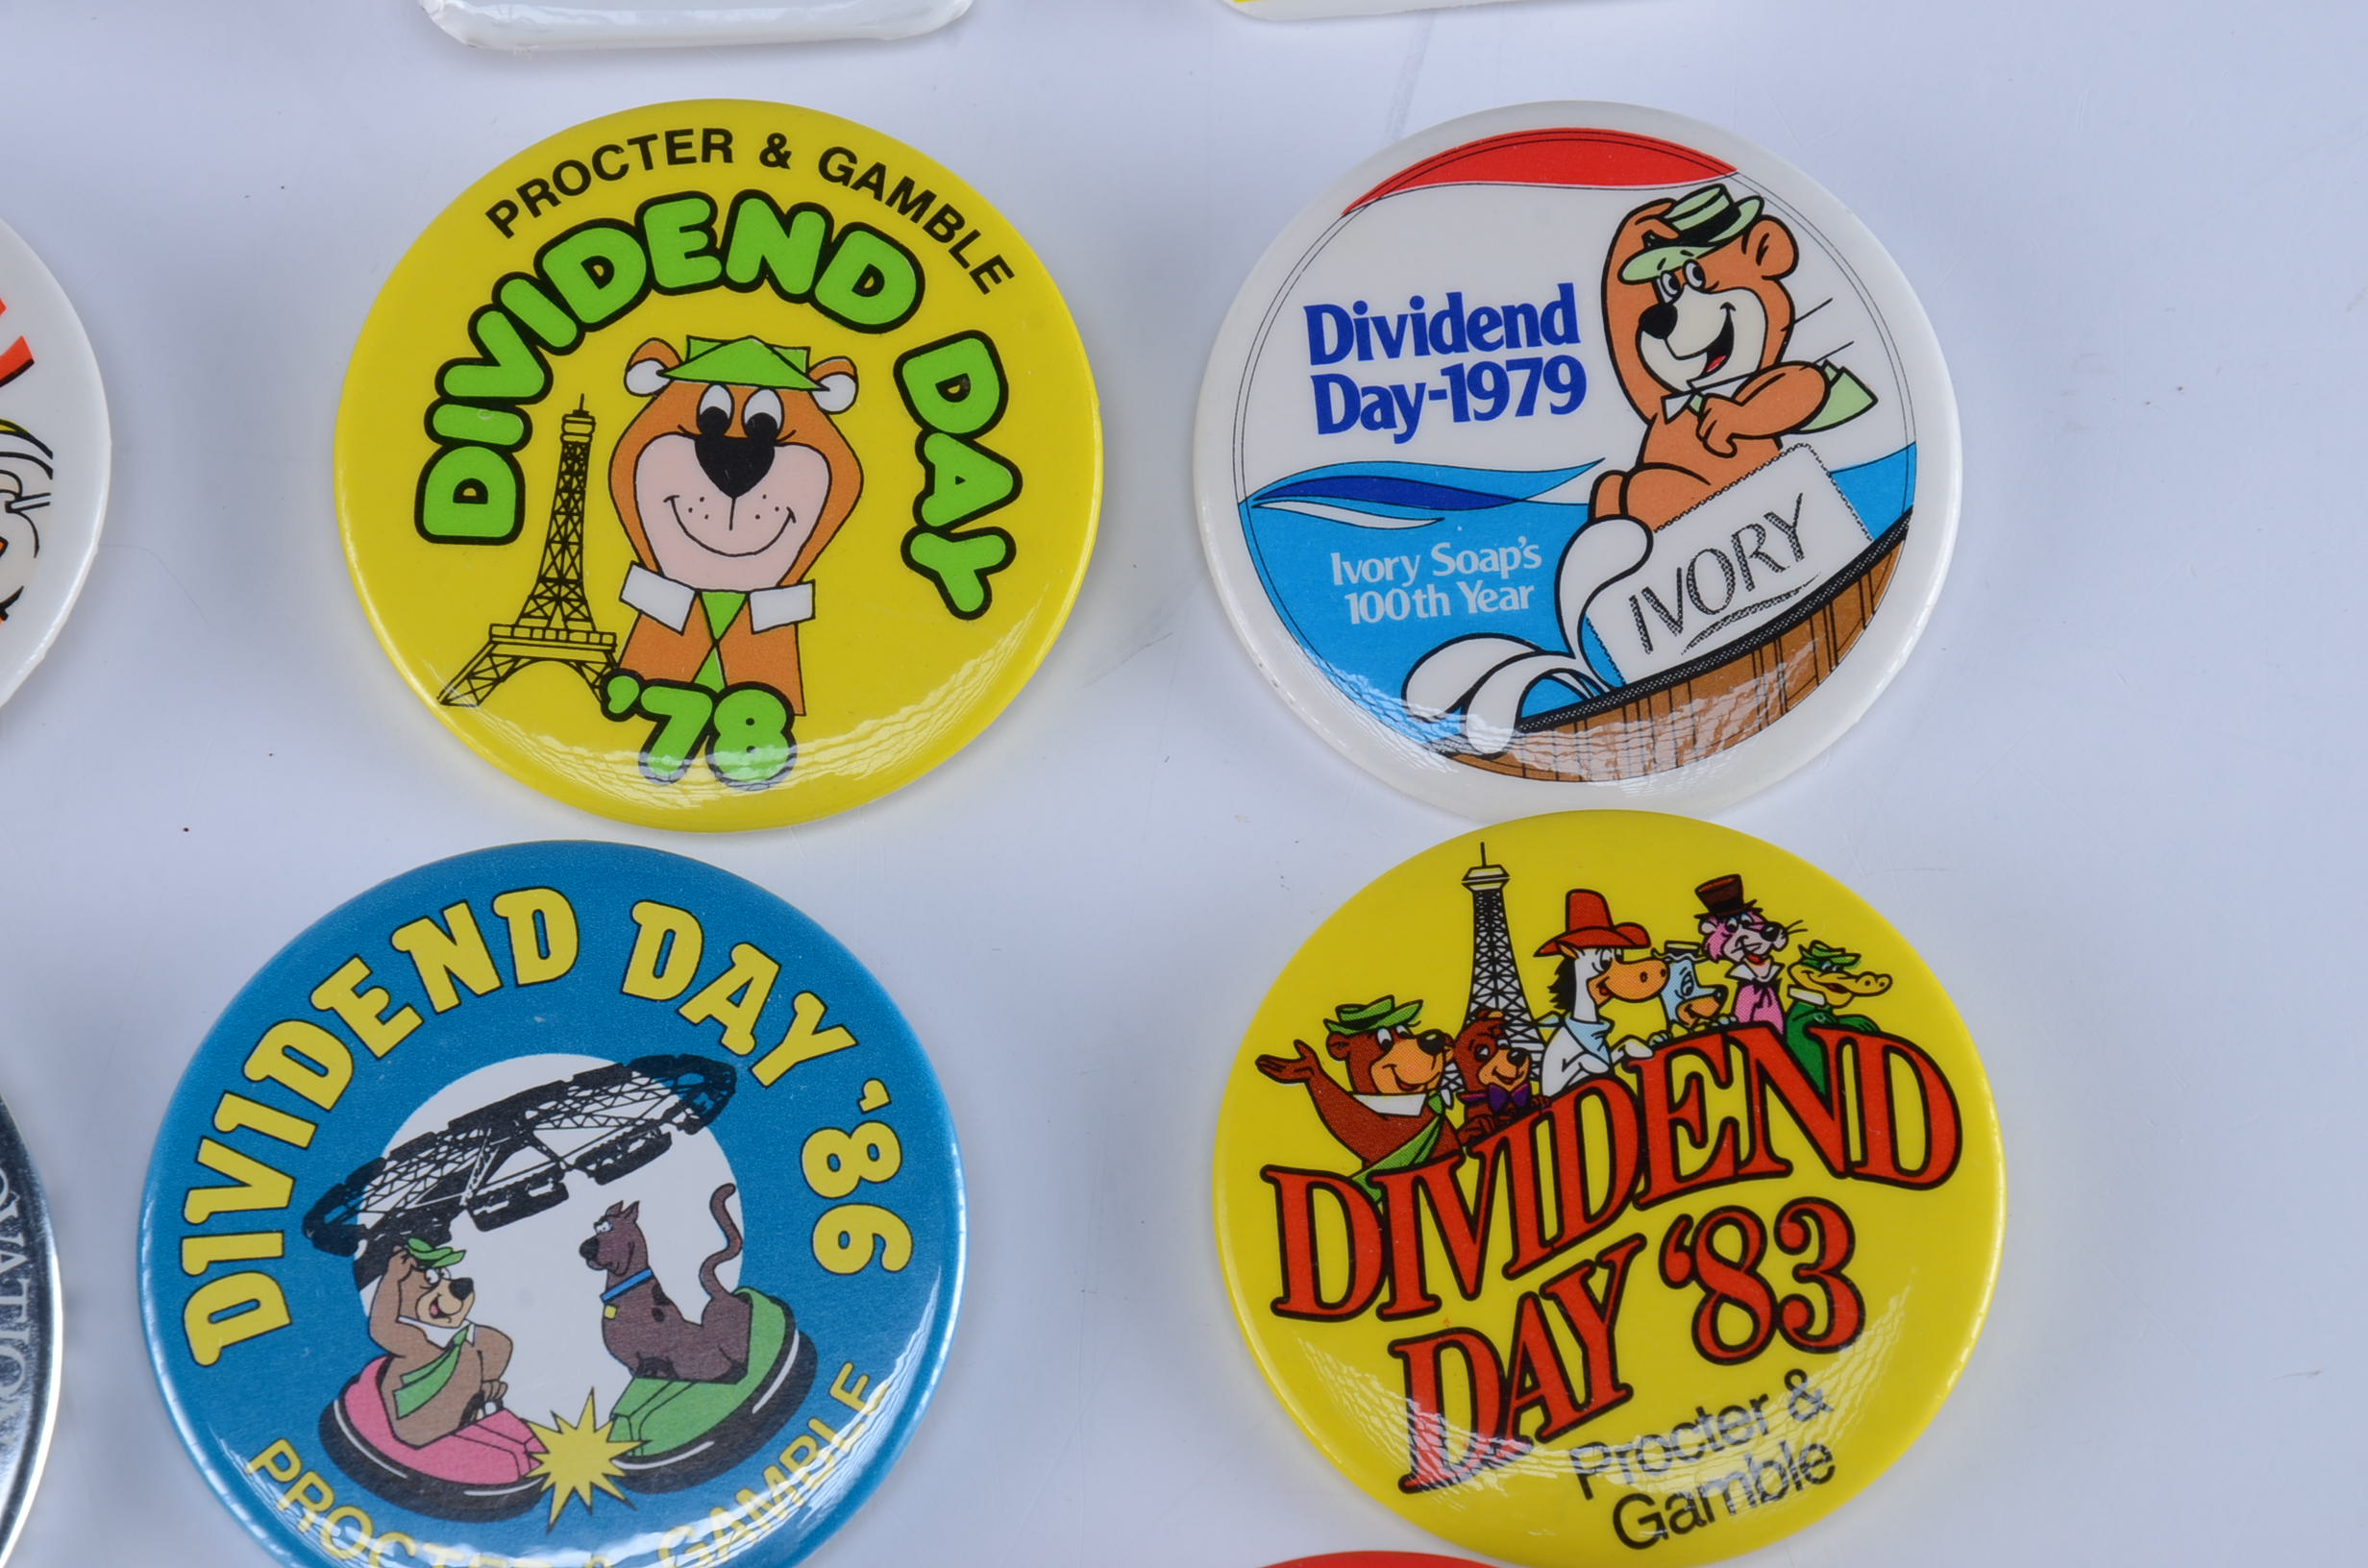 PROCTER & GAMBLE
DIVIDEND DAY
'78
Dividend
Day-1979
Ivory Soap's
100th Year
IVORY
DIVIDEND DAY '86
PROCTER & GAMBLE
DIVIDEND
DAY '83
Procter &
Gamble